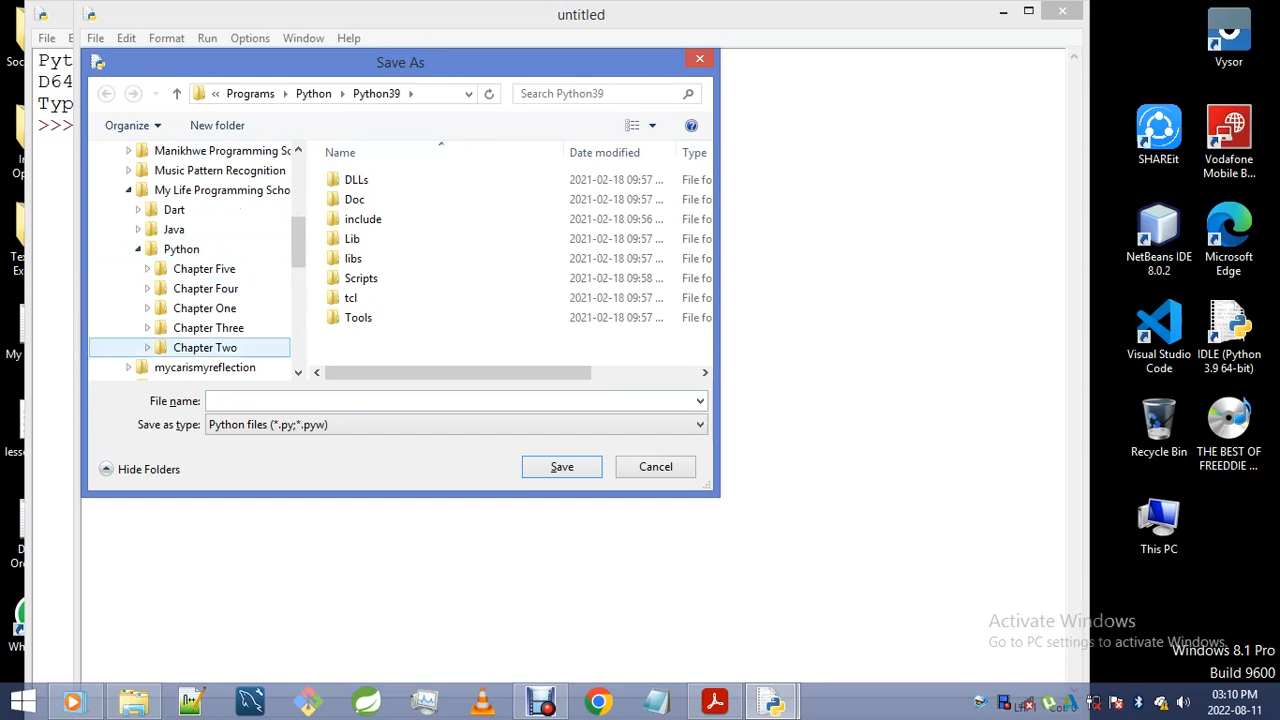 untitled
File
File Edit Format Run Options Window Help
Pyt
D64
Typ
>>>
Save As
« Programs Python Python39
Search Python39
Organize
New folder
Manikhwe Programming Sc
Music Pattern Recognition
My Life Programming Scho
Dart
Java
Python
Chapter Five
Chapter Four
Chapter One
Chapter Three
Chapter Two
mycarismyreflection
Name Date modified Type
DLLs 2021-02-18 09:57 ... File fo
Doc 2021-02-18 09:57 ... File fo
include 2021-02-18 09:56 ... File fo
Lib 2021-02-18 09:57 ... File fo
libs 2021-02-18 09:57 ... File fo
Scripts 2021-02-18 09:58 ... File fo
tcl 2021-02-18 09:57 ... File fo
Tools 2021-02-18 09:57 ... File fo
File name:
Save as type: Python files (*.py;*.pyw)
Hide Folders
Save
Cancel
Vysor
SHAREit
Vodafone
Mobile B...
NetBeans IDE
8.0.2
Microsoft
Edge
Visual Studio
Code
IDLE (Python
3.9 64-bit)
Recycle Bin
THE BEST OF
FREDDIE ...
This PC
Soc
Tex
Ex
My
lesse
Wh
Activate Windows
Go to PC settings to activate Windows.
Windows 8.1 Pro
Build 9600
03:10 PM
2022-08-11